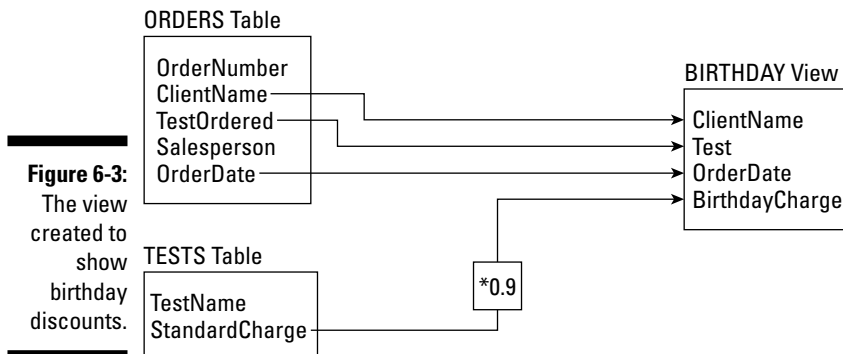 ORDERS Table
OrderNumber
ClientName
TestOrdered
Salesperson
OrderDate
BIRTHDAY View
ClientName
Test
OrderDate
BirthdayCharge
Figure 6-3:
The view
created to
show
birthday
discounts.
TESTS Table
TestName
StandardCharge
*0.9